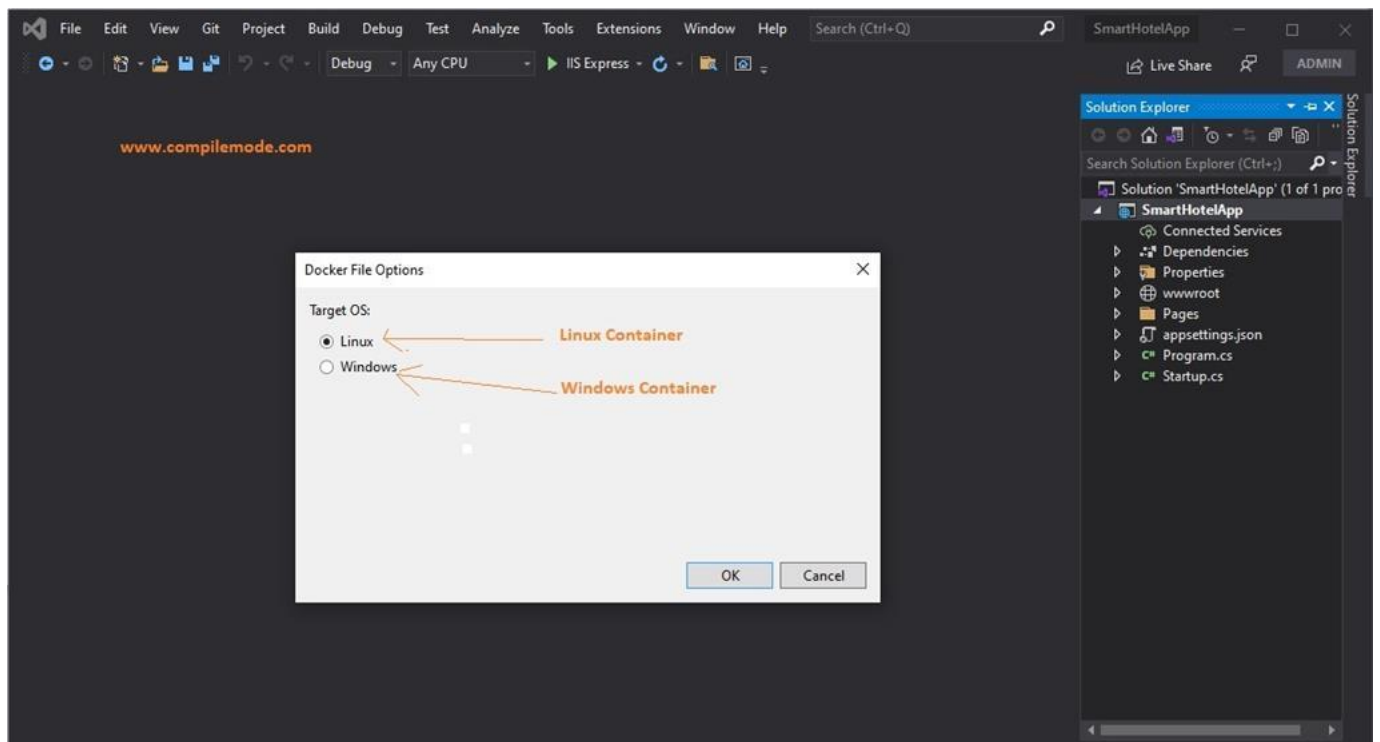 File Edit View Git Project Build Debug Test Analyze Tools Extensions Window Help Search (Ctrl+Q) SmartHotelApp
Debug Any CPU IIS Express Live Share ADMIN
www.compilemode.com
Solution Explorer
Search Solution Explorer (Ctrl+;)
Solution 'SmartHotelApp' (1 of 1 pro
SmartHotelApp
Connected Services
Dependencies
Properties
wwwroot
Pages
appsettings.json
C# Program.cs
C# Startup.cs
Solution Explorer
Docker File Options
Target OS:
Linux
Linux Container
Windows
Windows Container
OK Cancel